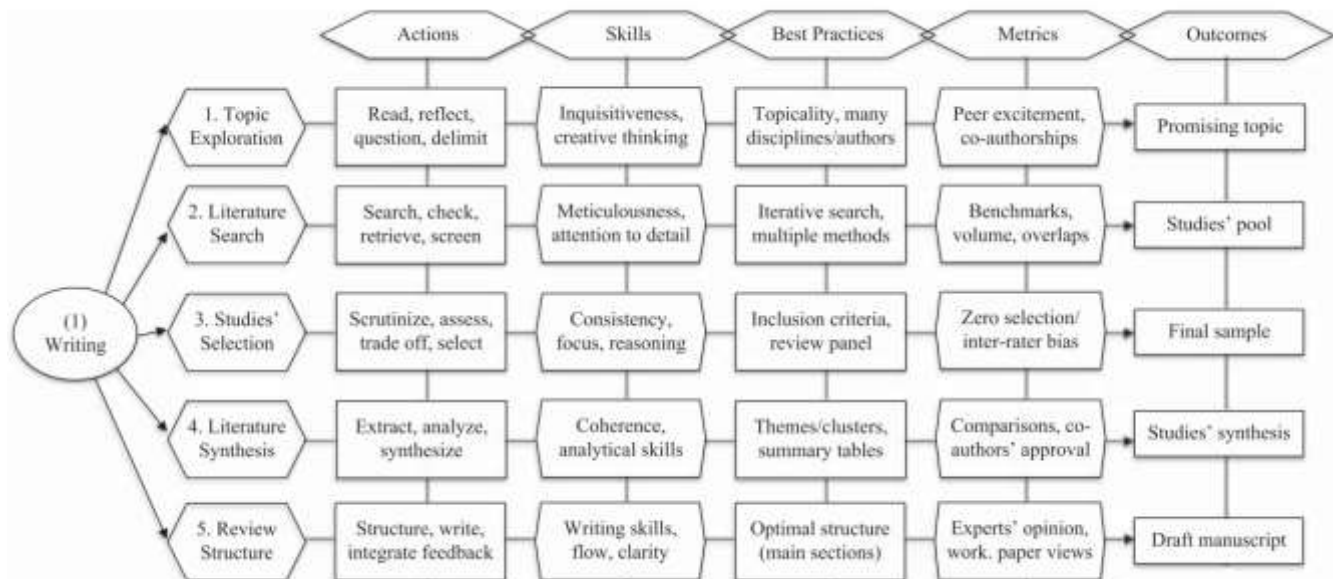 Actions
Skills
Best Practices
Metrics
Outcomes
1. Topic
Exploration
Read, reflect,
question, delimit
Inquisitiveness,
creative thinking
Topicality, many
disciplines/authors
Peer excitement,
co-authorships
Promising topic
2. Literature
Search
Search, check,
retrieve, screen
Meticulousness,
attention to detail
Iterative search,
multiple methods
Benchmarks,
volume, overlaps
Studies’ pool
(1)
Writing
3. Studies’
Selection
Scrutinize, assess,
trade off, select
Consistency,
focus, reasoning
Inclusion criteria,
review panel
Zero selection/
inter-rater bias
Final sample
4. Literature
Synthesis
Extract, analyze,
synthesize
Coherence,
analytical skills
Themes/clusters,
summary tables
Comparisons, co-
authors’ approval
Studies’ synthesis
5. Review
Structure
Structure, write,
integrate feedback
Writing skills,
flow, clarity
Optimal structure
(main sections)
Experts’ opinion,
work. paper views
Draft manuscript